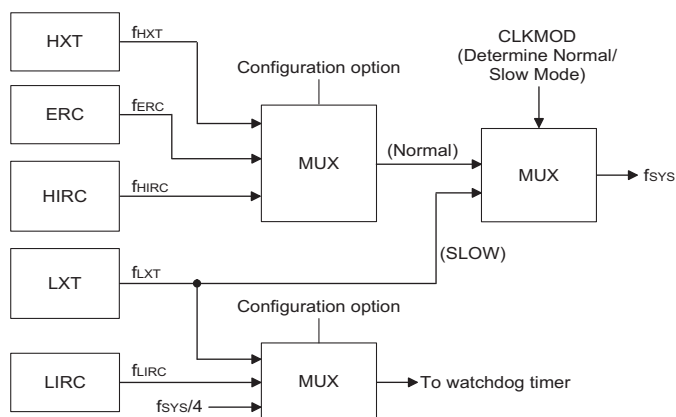 HXT
fHXT
ERC
fERC
HIRC
fHIRC
Configuration option
MUX
(Normal)
CLKMOD
(Determine Normal/
Slow Mode)
MUX
fSYS
LXT
fLXT
(SLOW)
Configuration option
LIRC
fLIRC
fSYS/4
MUX
To watchdog timer